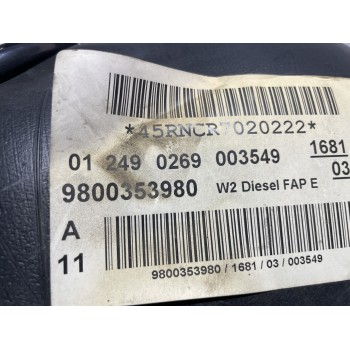 *45RNCR7020222*
01 249 0269 003549 1681
9800353980 W2 Diesel FAP E 03
A
11
9800353980 / 1681 / 03 / 003549